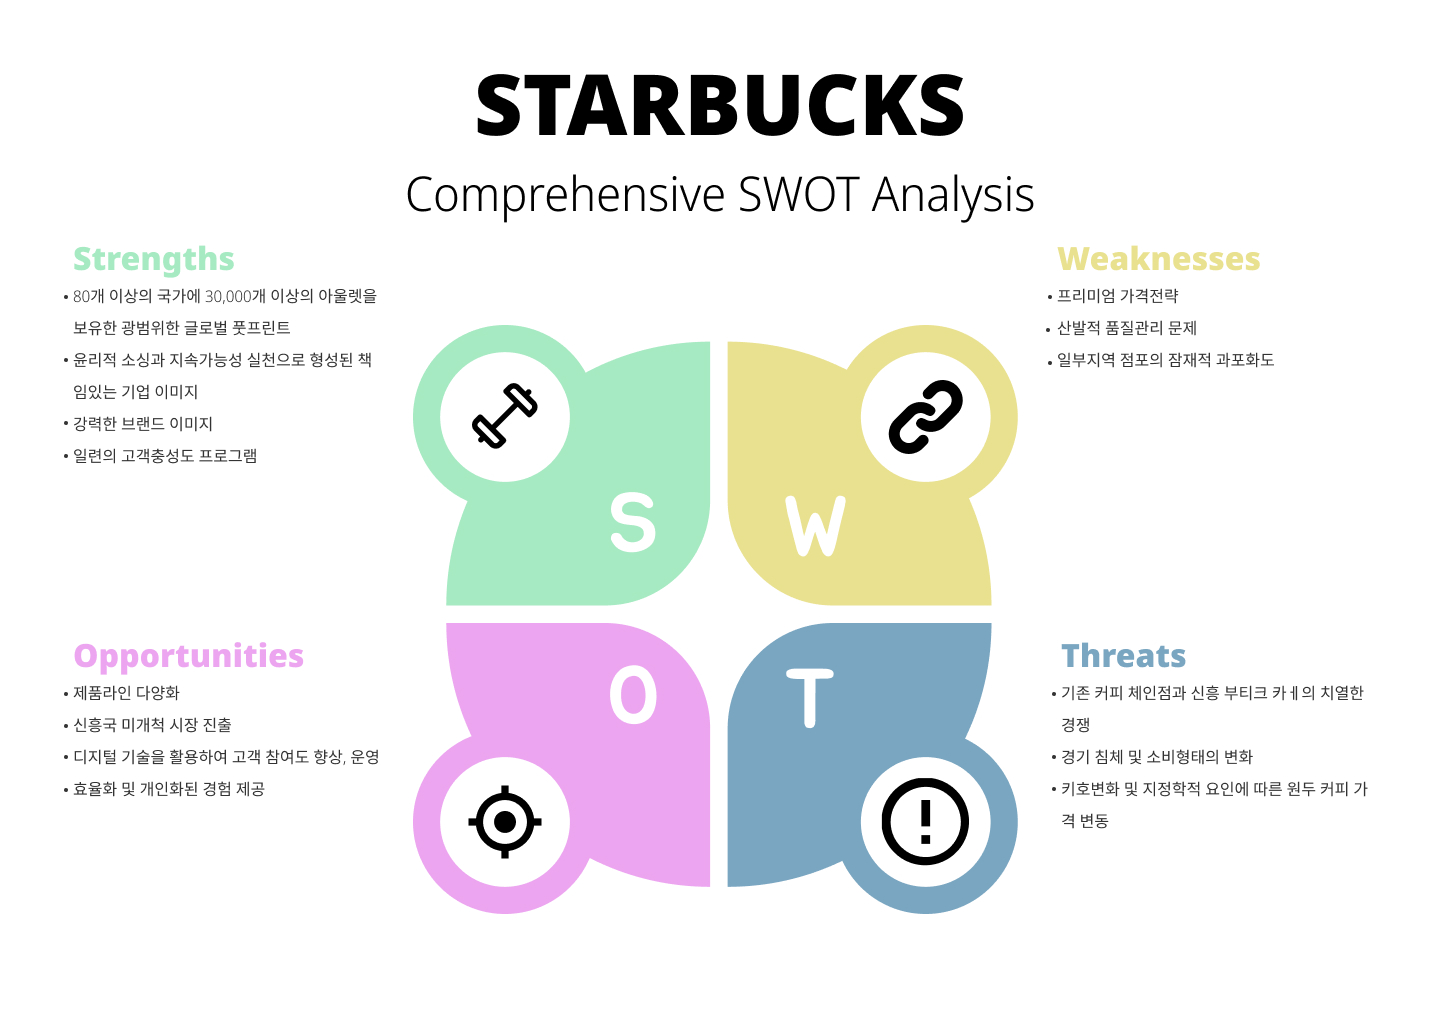 STARBUCKS
Comprehensive SWOT Analysis
Strengths
• 80개 이상의 국가에 30,000개 이상의 아울렛을
보유한 광범위한 글로벌 풋프린트
• 윤리적 소싱과 지속가능성 실천으로 형성된 책
임있는 기업 이미지
• 강력한 브랜드 이미지
• 일련의 고객충성도 프로그램
Weaknesses
• 프리미엄 가격전략
• 산발적 품질관리 문제
• 일부지역 점포의 잠재적 과포화도
S
W
O
T
Opportunities
• 제품라인 다양화
• 신흥국 미개척 시장 진출
• 디지털 기술을 활용하여 고객 참여도 향상, 운영
• 효율화 및 개인화된 경험 제공
Threats
• 기존 커피 체인점과 신흥 부티크 카ㅔ의 치열한
경쟁
• 경기 침체 및 소비형태의 변화
• 키호변화 및 지정학적 요인에 따른 원두 커피 가
격 변동